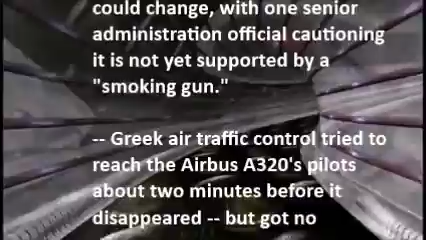 could change, with one senior
administration official cautioning
it is not yet supported by a
"smoking gun."
-- Greek air traffic control tried to
reach the Airbus A320's pilots
about two minutes before it
disappeared -- but got no